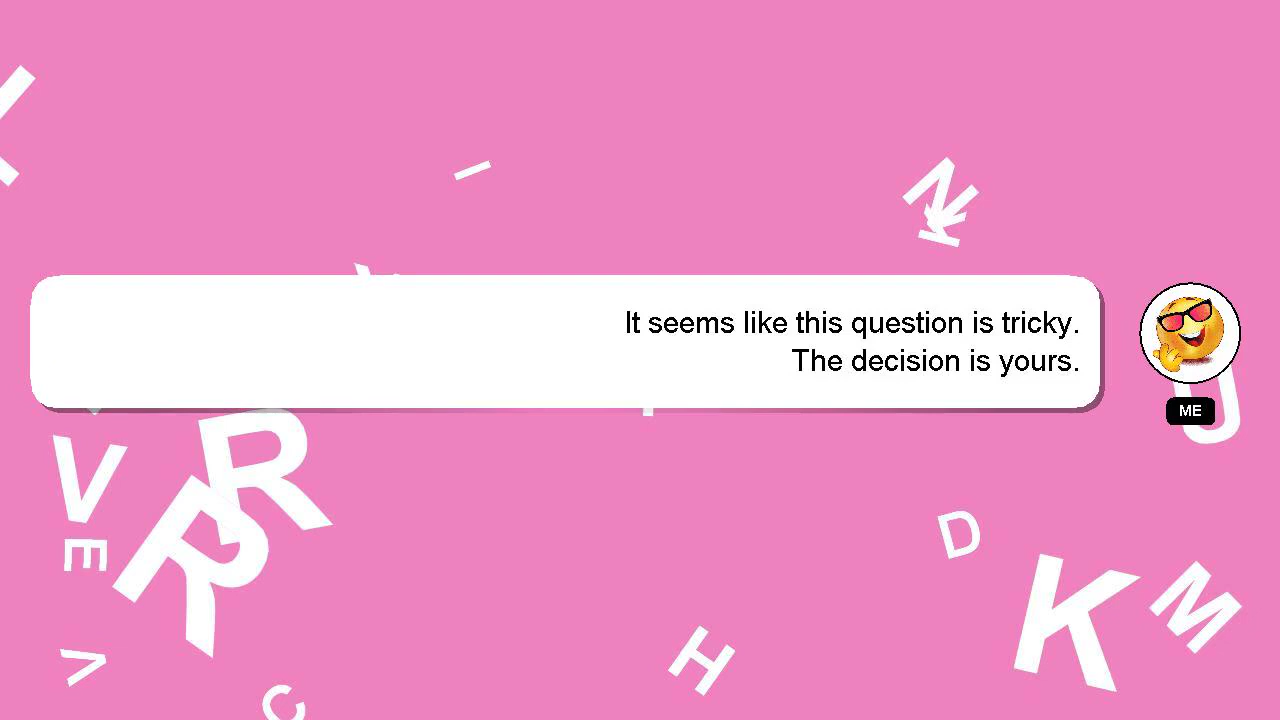 It seems like this question is tricky.
The decision is yours.
ME
I
N
K
V
R
R
E
V
C
H
D
K
M
U